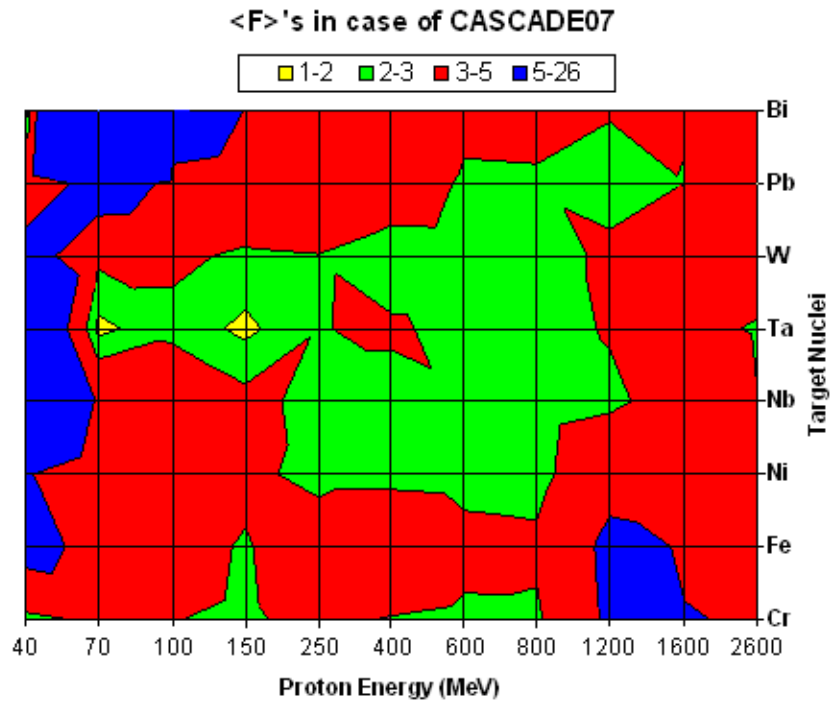 <F>'s in case of CASCADE07
1-2 2-3 3-5 5-26
Bi
Pb
W
Ta
Nb
Ni
Fe
Cr
Target Nuclei
40 70 100 150 250 400 600 800 1200 1600 2600
Proton Energy (MeV)